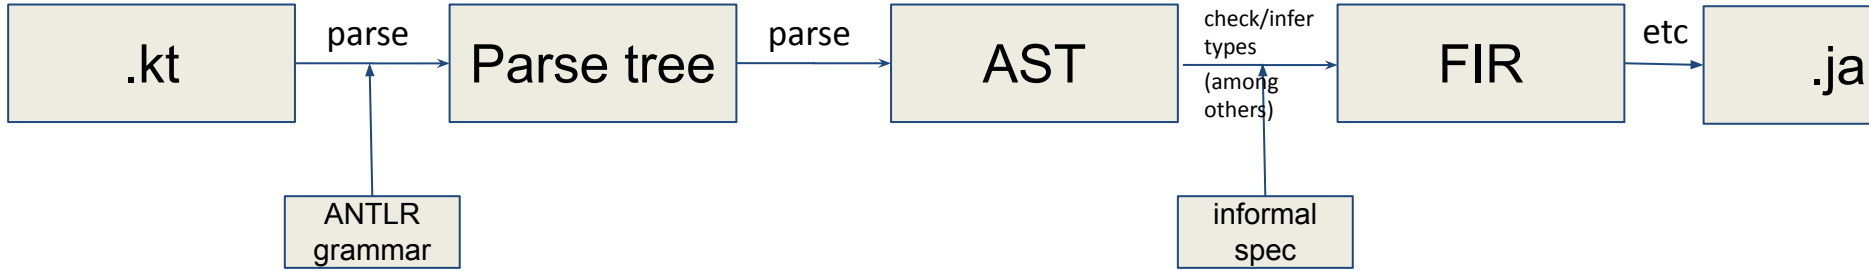 .kt
parse
Parse tree
parse
AST
check/infer
types
(among
others)
FIR
etc
.ja
ANTLR
grammar
informal
spec